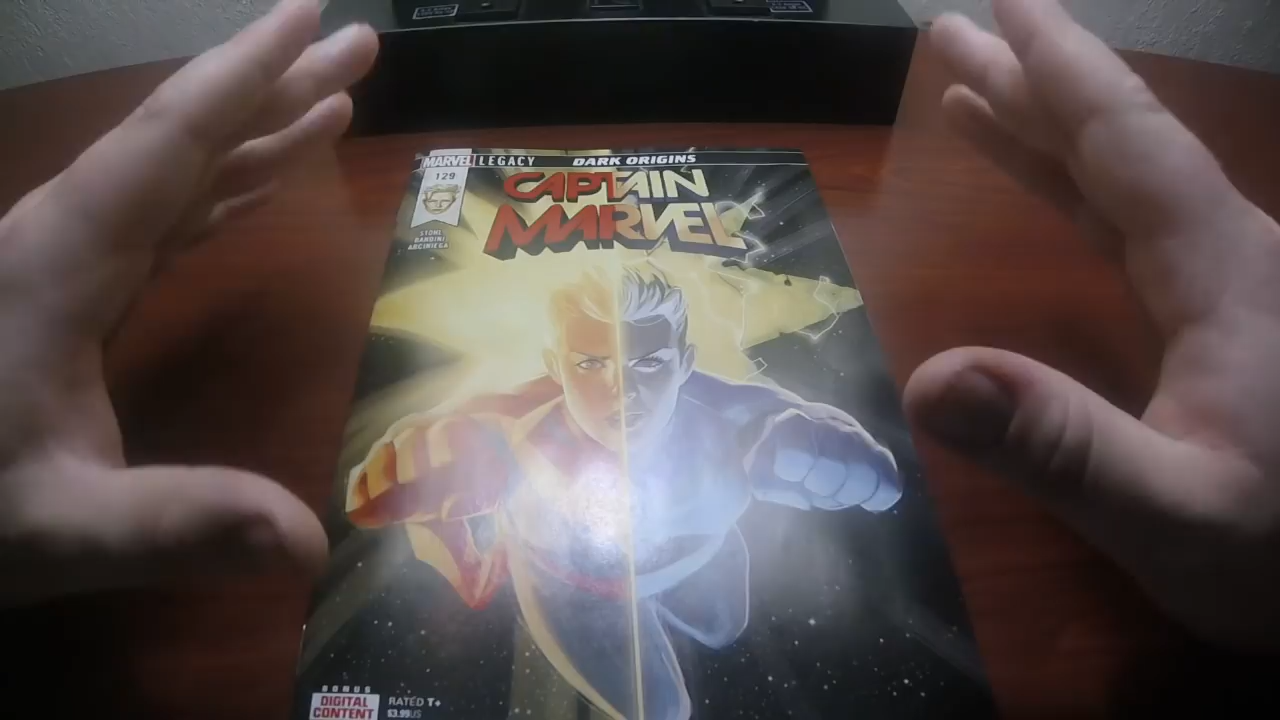 MARVEL LEGACY DARK ORIGINS
129
CAPTAIN
MARVEL
STOHL
BANDINI
ARCINIEGA
BONUS
DIGITAL
CONTENT
RATED T+
$3.99US